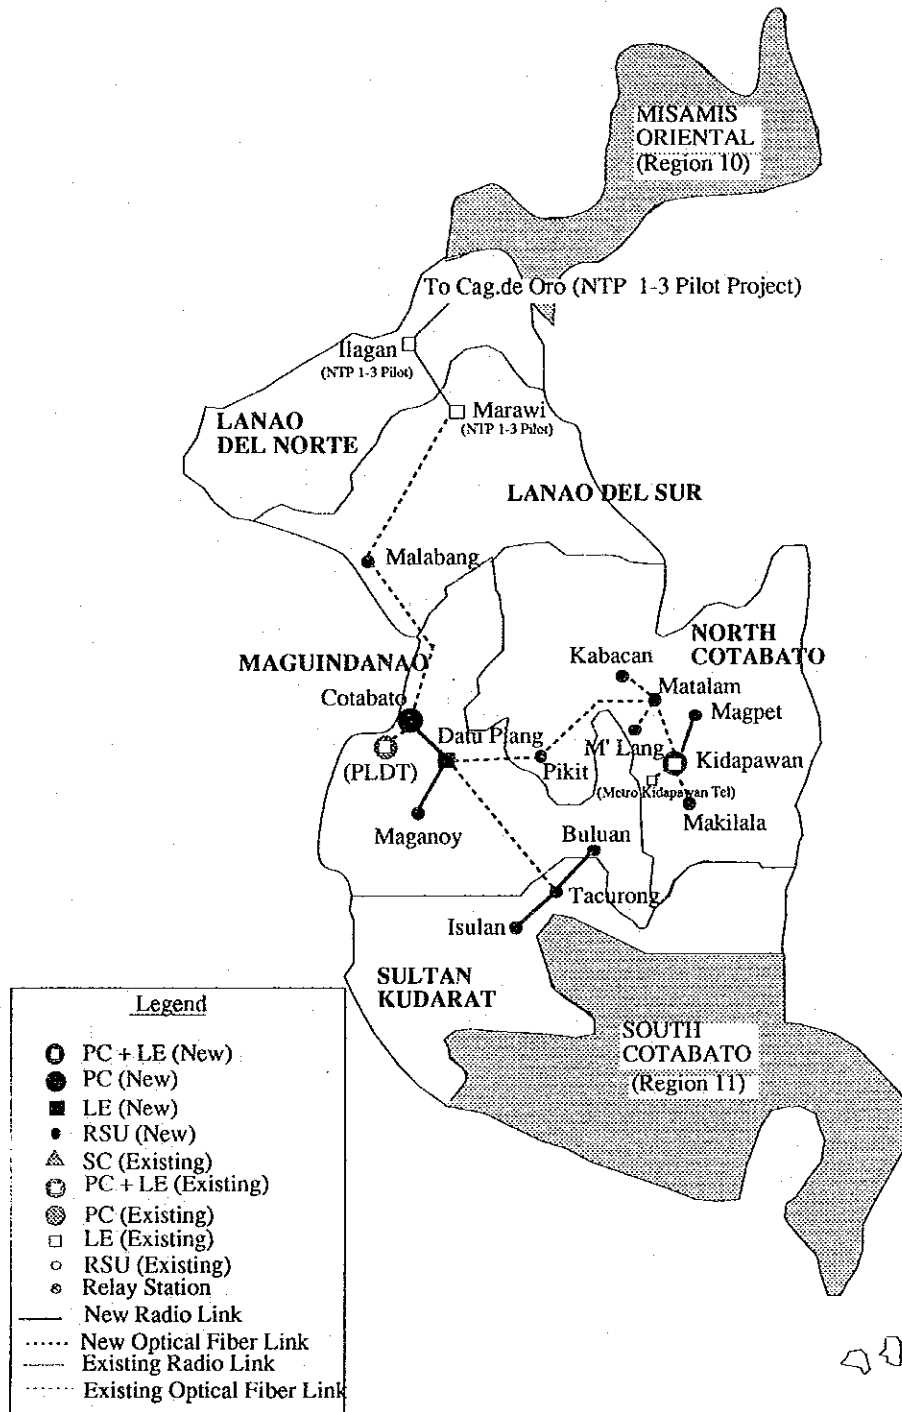 MISAMIS
ORIENTAL
(Region 10)
To Cag.de Oro (NTP 1-3 Pilot Project)
Ilagan
(NTP 1-3 Pilot)
LANAO
DEL NORTE
Marawi
(NTP 1-3 Pilot)
LANAO DEL SUR
Malabang
NORTH
COTABATO
MAGUINDANAO
Kabacan
Matalam
Cotabato
Magpet
Datu Piang
M' Lang
(PLDT)
Pikit
Kidapawan
(Metro Kidapawan Tel)
Makilala
Maganoy
Buluan
Tacurong
Isulan
SULTAN
KUDARAT
SOUTH
COTABATO
(Region 11)
Legend
PC + LE (New)
PC (New)
LE (New)
RSU (New)
SC (Existing)
PC + LE (Existing)
PC (Existing)
LE (Existing)
RSU (Existing)
Relay Station
New Radio Link
New Optical Fiber Link
Existing Radio Link
Existing Optical Fiber Link